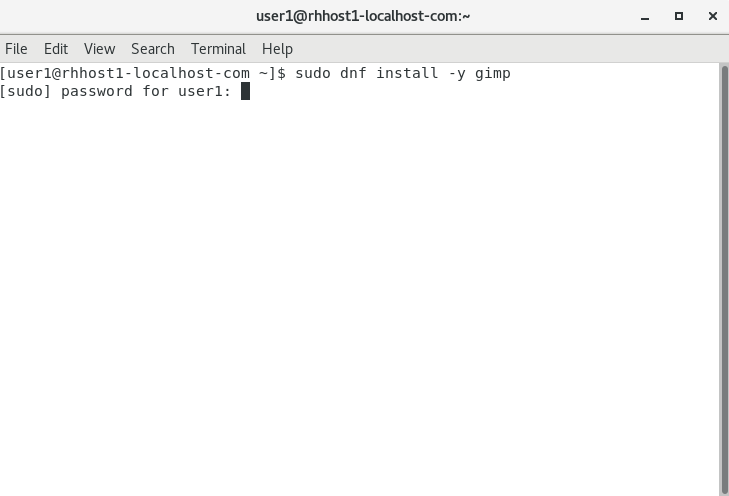 user1@rhhost1-localhost-com:~
File Edit View Search Terminal Help
[user1@rhhost1-localhost-com ~]$ sudo dnf install -y gimp
[sudo] password for user1: